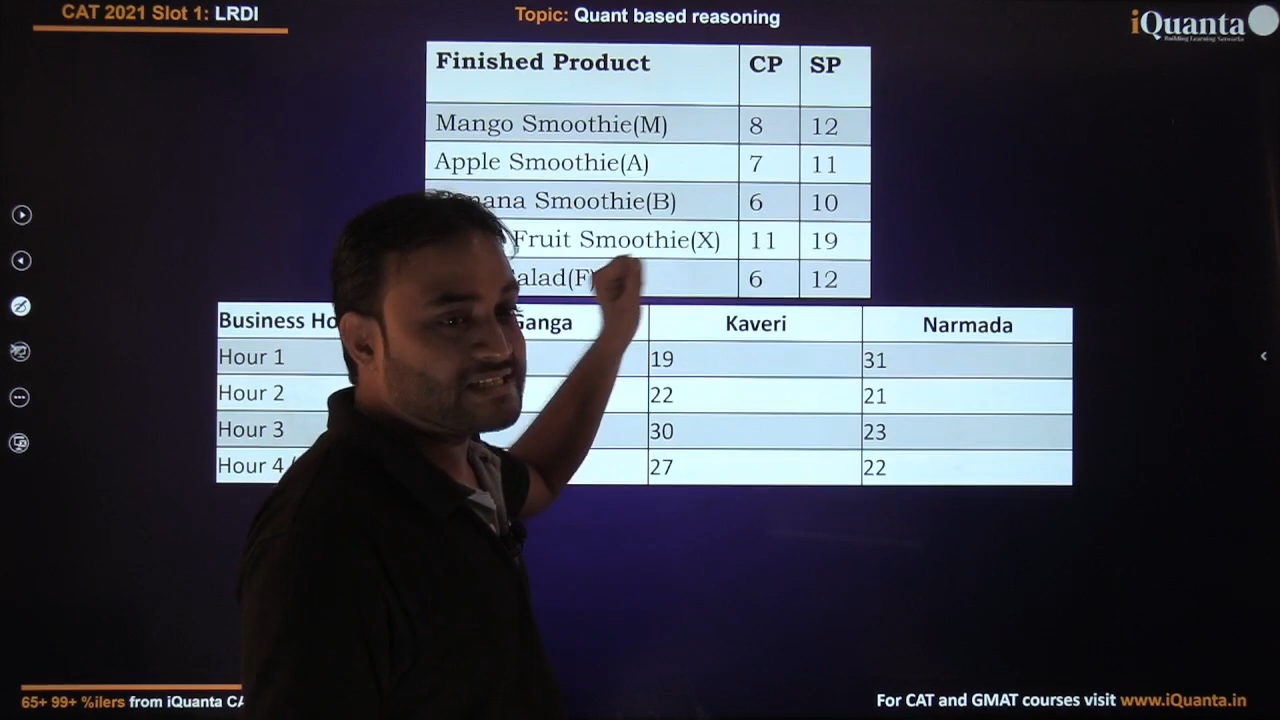 CAT 2021 Slot 1: LRDI
Topic: Quant based reasoning
iQuanta
Building Learning Networks
Finished Product CP SP
Mango Smoothie(M) 8 12
Apple Smoothie(A) 7 11
Smoothie(B) 6 10
Fruit Smoothie(X) 11 19
6 12
Business Kaveri Narmada
Hour 1 19 31
Hour 2 22 21
Hour 3 30 23
Hour 4 27 22
65+ 99+ %ilers from iQuanta
For CAT and GMAT courses visit www.iQuanta.in